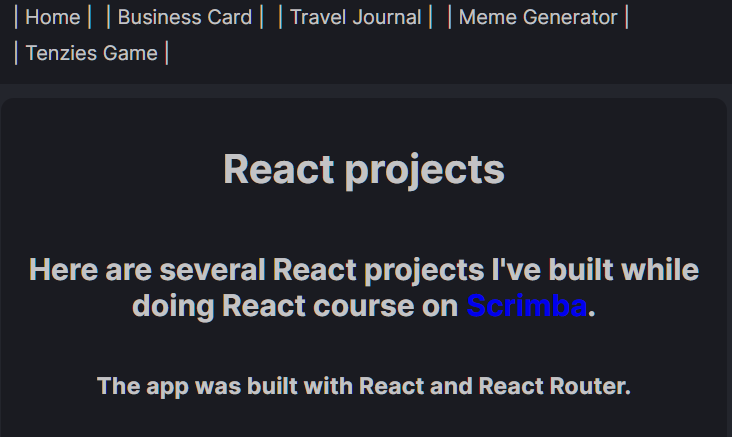 | Home | | Business Card | | Travel Journal | | Meme Generator |
| Tenzies Game |
React projects
Here are several React projects I've built while
doing React course on Scrimba.
The app was built with React and React Router.